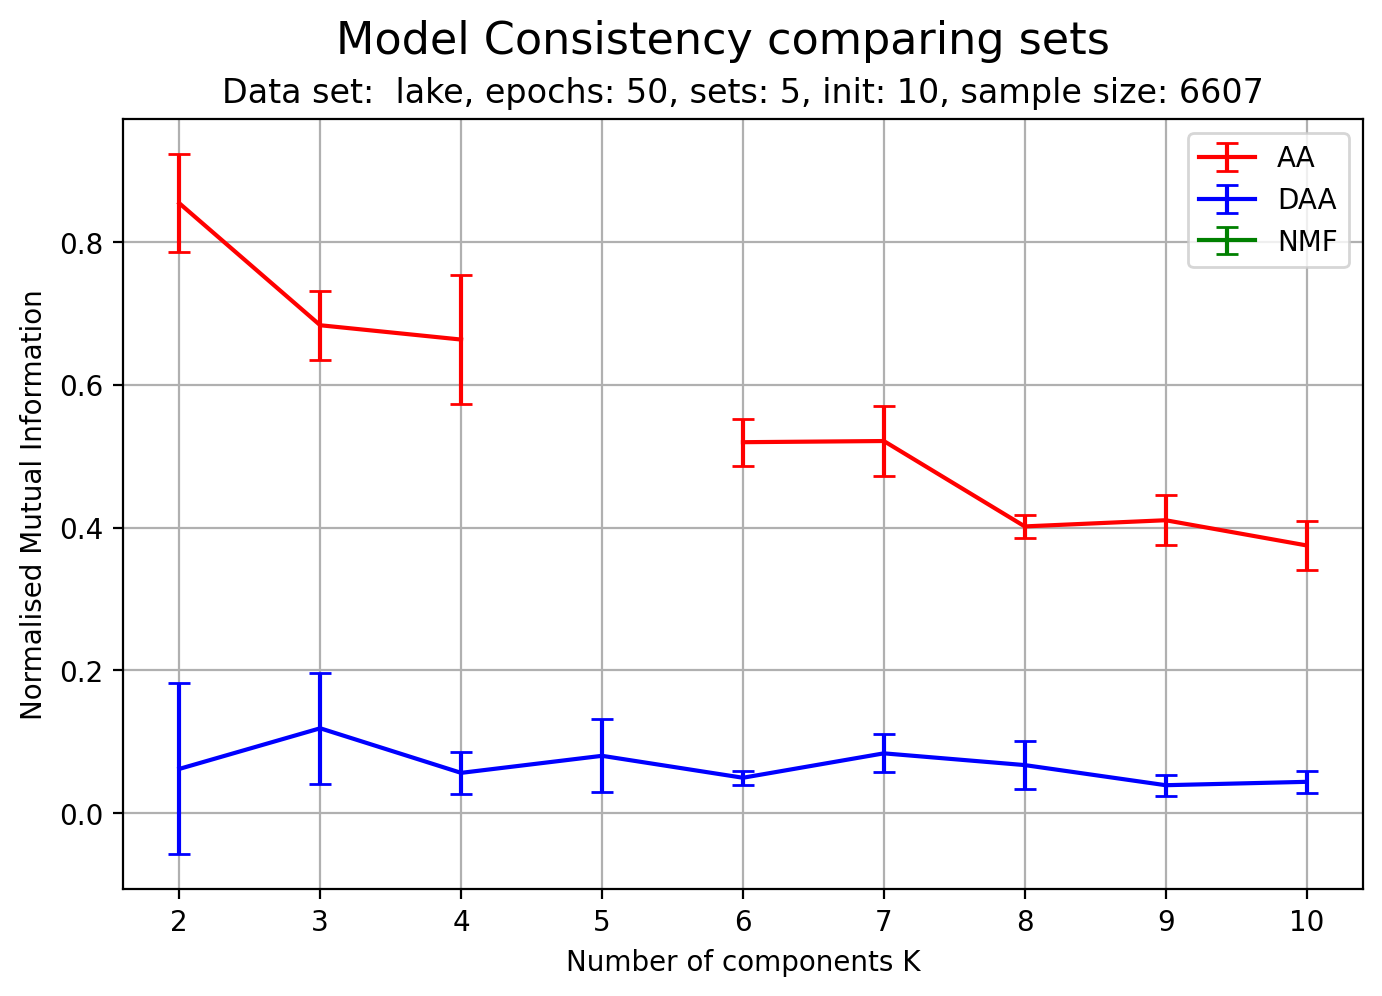 Model Consistency comparing sets
Data set:  lake, epochs: 50, sets: 5, init: 10, sample size: 6607
AA
DAA
NMF
Normalised Mutual Information
0.8
0.6
0.4
0.2
0.0
2 3 4 5 6 7 8 9 10
Number of components K